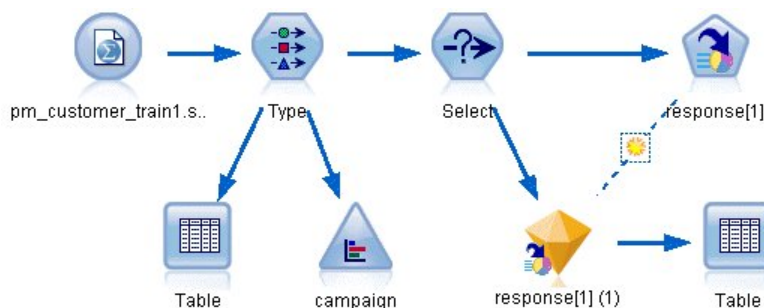 pm_customer_train1.s..
Type
Select
response[1]
Table
campaign
response[1] (1)
Table